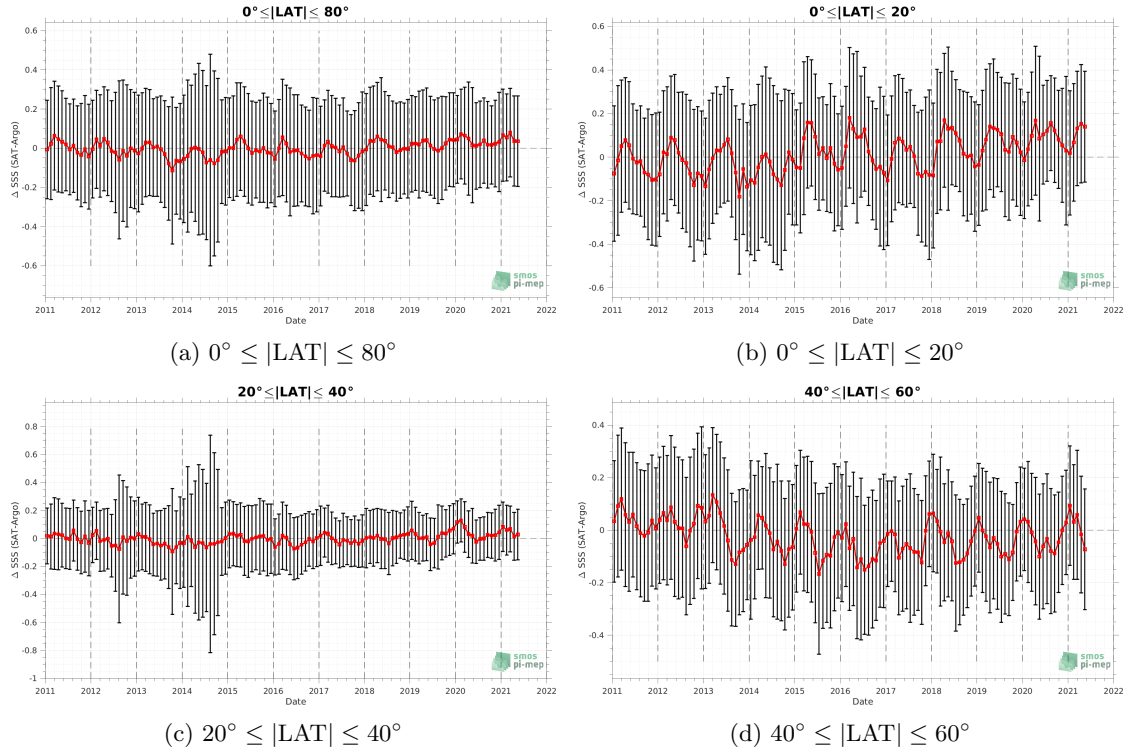 0°≤|LAT|≤ 80°
Δ SSS (SAT-Argo)
0.6
0.4
0.2
0
-0.2
-0.4
-0.6
smos
pi-mep
2011 2012 2013 2014 2015 2016 2017 2018 2019 2020 2021 2022
Date
(a) 0° ≤ |LAT| ≤ 80°
0°≤|LAT|≤ 20°
Δ SSS (SAT-Argo)
0.6
0.4
0.2
0
-0.2
-0.4
-0.6
smos
pi-mep
2011 2012 2013 2014 2015 2016 2017 2018 2019 2020 2021 2022
Date
(b) 0° ≤ |LAT| ≤ 20°
20°≤|LAT|≤ 40°
Δ SSS (SAT-Argo)
0.8
0.6
0.4
0.2
0
-0.2
-0.4
-0.6
-0.8
-1
smos
pi-mep
2011 2012 2013 2014 2015 2016 2017 2018 2019 2020 2021 2022
Date
(c) 20° ≤ |LAT| ≤ 40°
40°≤|LAT|≤ 60°
Δ SSS (SAT-Argo)
0.4
0.2
0
-0.2
-0.4
smos
pi-mep
2011 2012 2013 2014 2015 2016 2017 2018 2019 2020 2021 2022
Date
(d) 40° ≤ |LAT| ≤ 60°